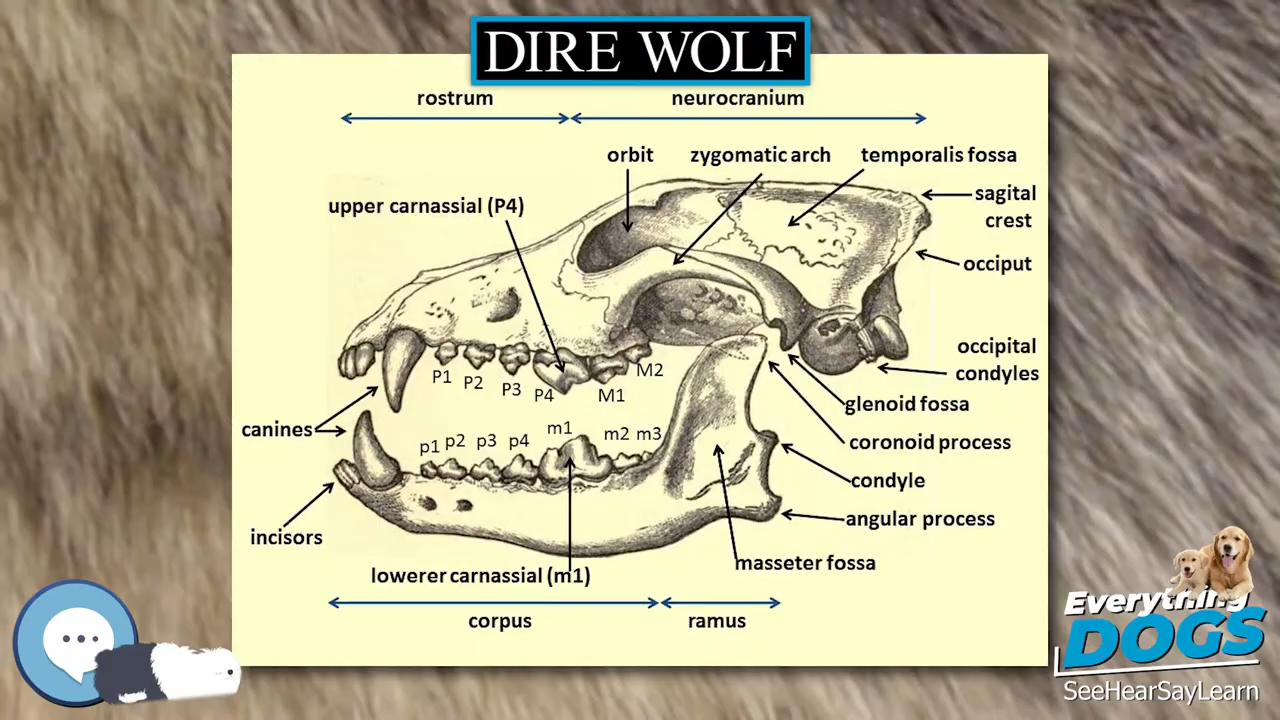 DIRE WOLF
rostrum
neurocranium
orbit
zygomatic arch
temporalis fossa
upper carnassial (P4)
sagital
crest
occiput
occipital
condyles
P1
P2
P3
P4
M1
M2
glenoid fossa
canines
p1
p2
p3
p4
m1
m2
m3
coronoid process
condyle
incisors
angular process
masseter fossa
lowerer carnassial (m1)
corpus
ramus
Everything
DOGS
SeeHearSayLearn